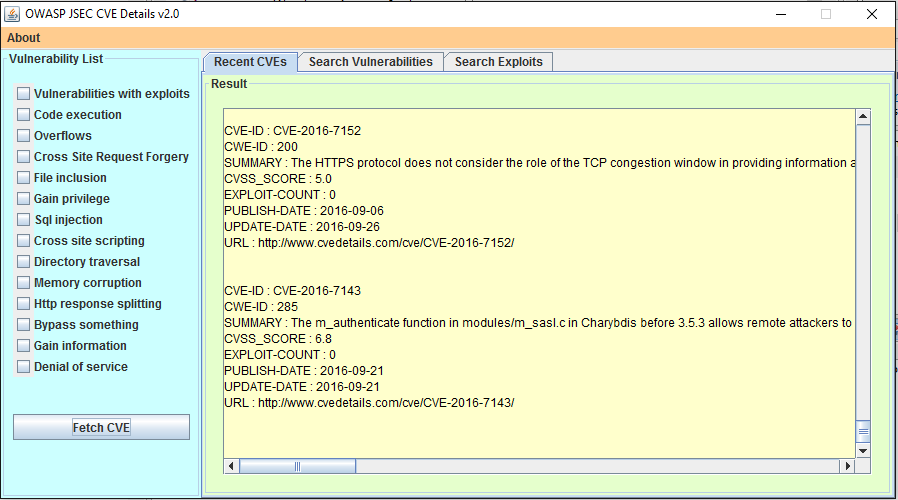 OWASP JSEC CVE Details v2.0
About
Vulnerability List
Vulnerabilities with exploits
Code execution
Overflows
Cross Site Request Forgery
File inclusion
Gain privilege
Sql injection
Cross site scripting
Directory traversal
Memory corruption
Http response splitting
Bypass something
Gain information
Denial of service
Fetch CVE
Recent CVEs
Search Vulnerabilities
Search Exploits
Result
CVE-ID : CVE-2016-7152
CWE-ID : 200
SUMMARY : The HTTPS protocol does not consider the role of the TCP congestion window in providing information a
CVSS_SCORE : 5.0
EXPLOIT-COUNT : 0
PUBLISH-DATE : 2016-09-06
UPDATE-DATE : 2016-09-26
URL : http://www.cvedetails.com/cve/CVE-2016-7152/
CVE-ID : CVE-2016-7143
CWE-ID : 285
SUMMARY : The m_authenticate function in modules/m_sasl.c in Charybdis before 3.5.3 allows remote attackers to
CVSS_SCORE : 6.8
EXPLOIT-COUNT : 0
PUBLISH-DATE : 2016-09-21
UPDATE-DATE : 2016-09-21
URL : http://www.cvedetails.com/cve/CVE-2016-7143/